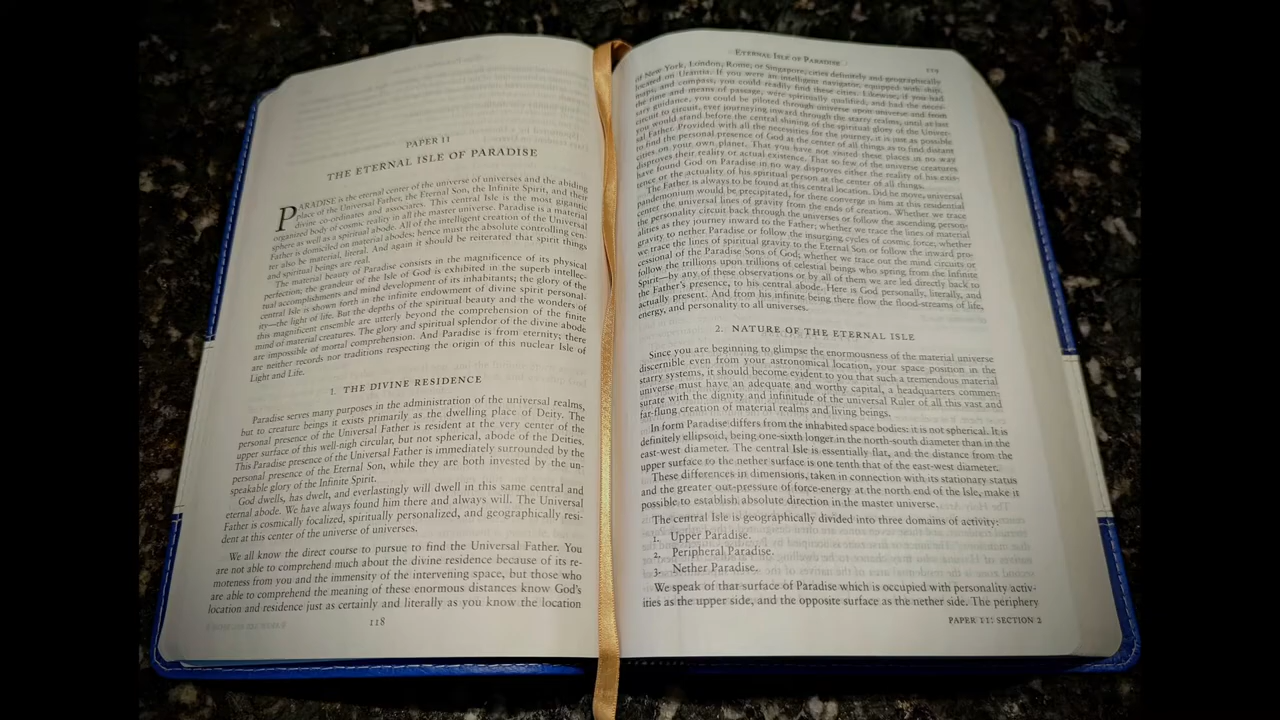 PAPER 11
THE ETERNAL ISLE OF PARADISE
PARADISE is the eternal center of the universe of universes and the abiding
place of the Universal Father, the Eternal Son, the Infinite Spirit, and their
divine co-ordinates and associates. This central Isle is the most gigantic
organized body of cosmic reality in all the master universe. Paradise is a material
sphere as well as a spiritual abode. All of the intelligent creation of the Universal
Father is domiciled on material abodes; hence must the absolute controlling cen-
ter also be material, literal. And again it should be reiterated that spirit things
and spiritual beings are real.
The material beauty of Paradise consists in the magnificence of its physical
perfection; the grandeur of the Isle of God is exhibited in the superb intellec-
tual accomplishments and mind development of its inhabitants; the glory of the
central Isle is shown forth in the infinite endowment of divine spirit personal-
ity—the light of life. But the depths of the spiritual beauty and the wonders of
this magnificent ensemble are utterly beyond the comprehension of the finite
mind of material creatures. The glory and spiritual splendor of the divine abode
are impossible of mortal comprehension. And Paradise is from eternity; there
are neither records nor traditions respecting the origin of this nuclear Isle of
Light and Life.
1. THE DIVINE RESIDENCE
Paradise serves many purposes in the administration of the universal realms,
but to creature beings it exists primarily as the dwelling place of Deity. The
personal presence of the Universal Father is resident at the very center of the
upper surface of this well-nigh circular, but not spherical, abode of the Deities.
This Paradise presence of the Universal Father is immediately surrounded by the
personal presence of the Eternal Son, while they are both invested by the un-
speakable glory of the Infinite Spirit.
God dwells, has dwelt, and everlastingly will dwell in this same central and
eternal abode. We have always found him there and always will. The Universal
Father is cosmically focalized, spiritually personalized, and geographically resi-
dent at this center of the universe of universes.
We all know the direct course to pursue to find the Universal Father. You
are not able to comprehend much about the divine residence because of its re-
moteness from you and the immensity of the intervening space, but those who
are able to comprehend the meaning of these enormous distances know God's
location and residence just as certainly and literally as you know the location
118
ETERNAL ISLE OF PARADISE
119
of New York, London, Rome, or Singapore, cities definitely and geographically
located on Urantia. If you were an intelligent navigator, equipped with ship,
maps, and compass, you could readily find these cities. Likewise, if you had
the time and means of passage, were spiritually qualified, and had the neces-
sary guidance, you could be piloted through universe upon universe and from
circuit to circuit, ever journeying inward through the starry realms, until at last
you would stand before the central shining of the spiritual glory of the Univer-
sal Father. Provided with all the necessities for the journey, it is just as possible
to find the personal presence of God at the center of all things as to find distant
cities on your own planet. That you have not visited these places in no way
disproves their reality or actual existence. That so few of the universe creatures
have found God on Paradise in no way disproves either the reality of his exis-
tence or the actuality of his spiritual person at the center of all things.
The Father is always to be found at this central location. Did he move, universal
pandemonium would be precipitated, for there converge in him at this residential
center the universal lines of gravity from the ends of creation. Whether we trace
the personality circuit back through the universes or follow the ascending person-
alities as they journey inward to the Father; whether we trace the lines of material
gravity to nether Paradise or follow the insurging cycles of cosmic force; whether
we trace the lines of spiritual gravity to the Eternal Son or follow the inward pro-
cessional of the Paradise Sons of God; whether we trace out the mind circuits or
follow the trillions upon trillions of celestial beings who spring from the Infinite
Spirit—by any of these observations or by all of them we are led directly back to
the Father's presence, to his central abode. Here is God personally, literally, and
actually present. And from his infinite being there flow the flood-streams of life,
energy, and personality to all universes.
2. NATURE OF THE ETERNAL ISLE
Since you are beginning to glimpse the enormousness of the material universe
discernible even from your astronomical location, your space position in the
starry systems, it should become evident to you that such a tremendous material
universe must have an adequate and worthy capital, a headquarters commen-
surate with the dignity and infinitude of the universal Ruler of all this vast and
far-flung creation of material realms and living beings.
In form Paradise differs from the inhabited space bodies: it is not spherical. It is
definitely ellipsoid, being one-sixth longer in the north-south diameter than in the
east-west diameter. The central Isle is essentially flat, and the distance from the
upper surface to the nether surface is one tenth that of the east-west diameter.
These differences in dimensions, taken in connection with its stationary status
and the greater out-pressure of force-energy at the north end of the Isle, make it
possible to establish absolute direction in the master universe.
The central Isle is geographically divided into three domains of activity:
1. Upper Paradise.
2. Peripheral Paradise.
3. Nether Paradise.
We speak of that surface of Paradise which is occupied with personality activ-
ities as the upper side, and the opposite surface as the nether side. The periphery
PAPER 11: SECTION 2